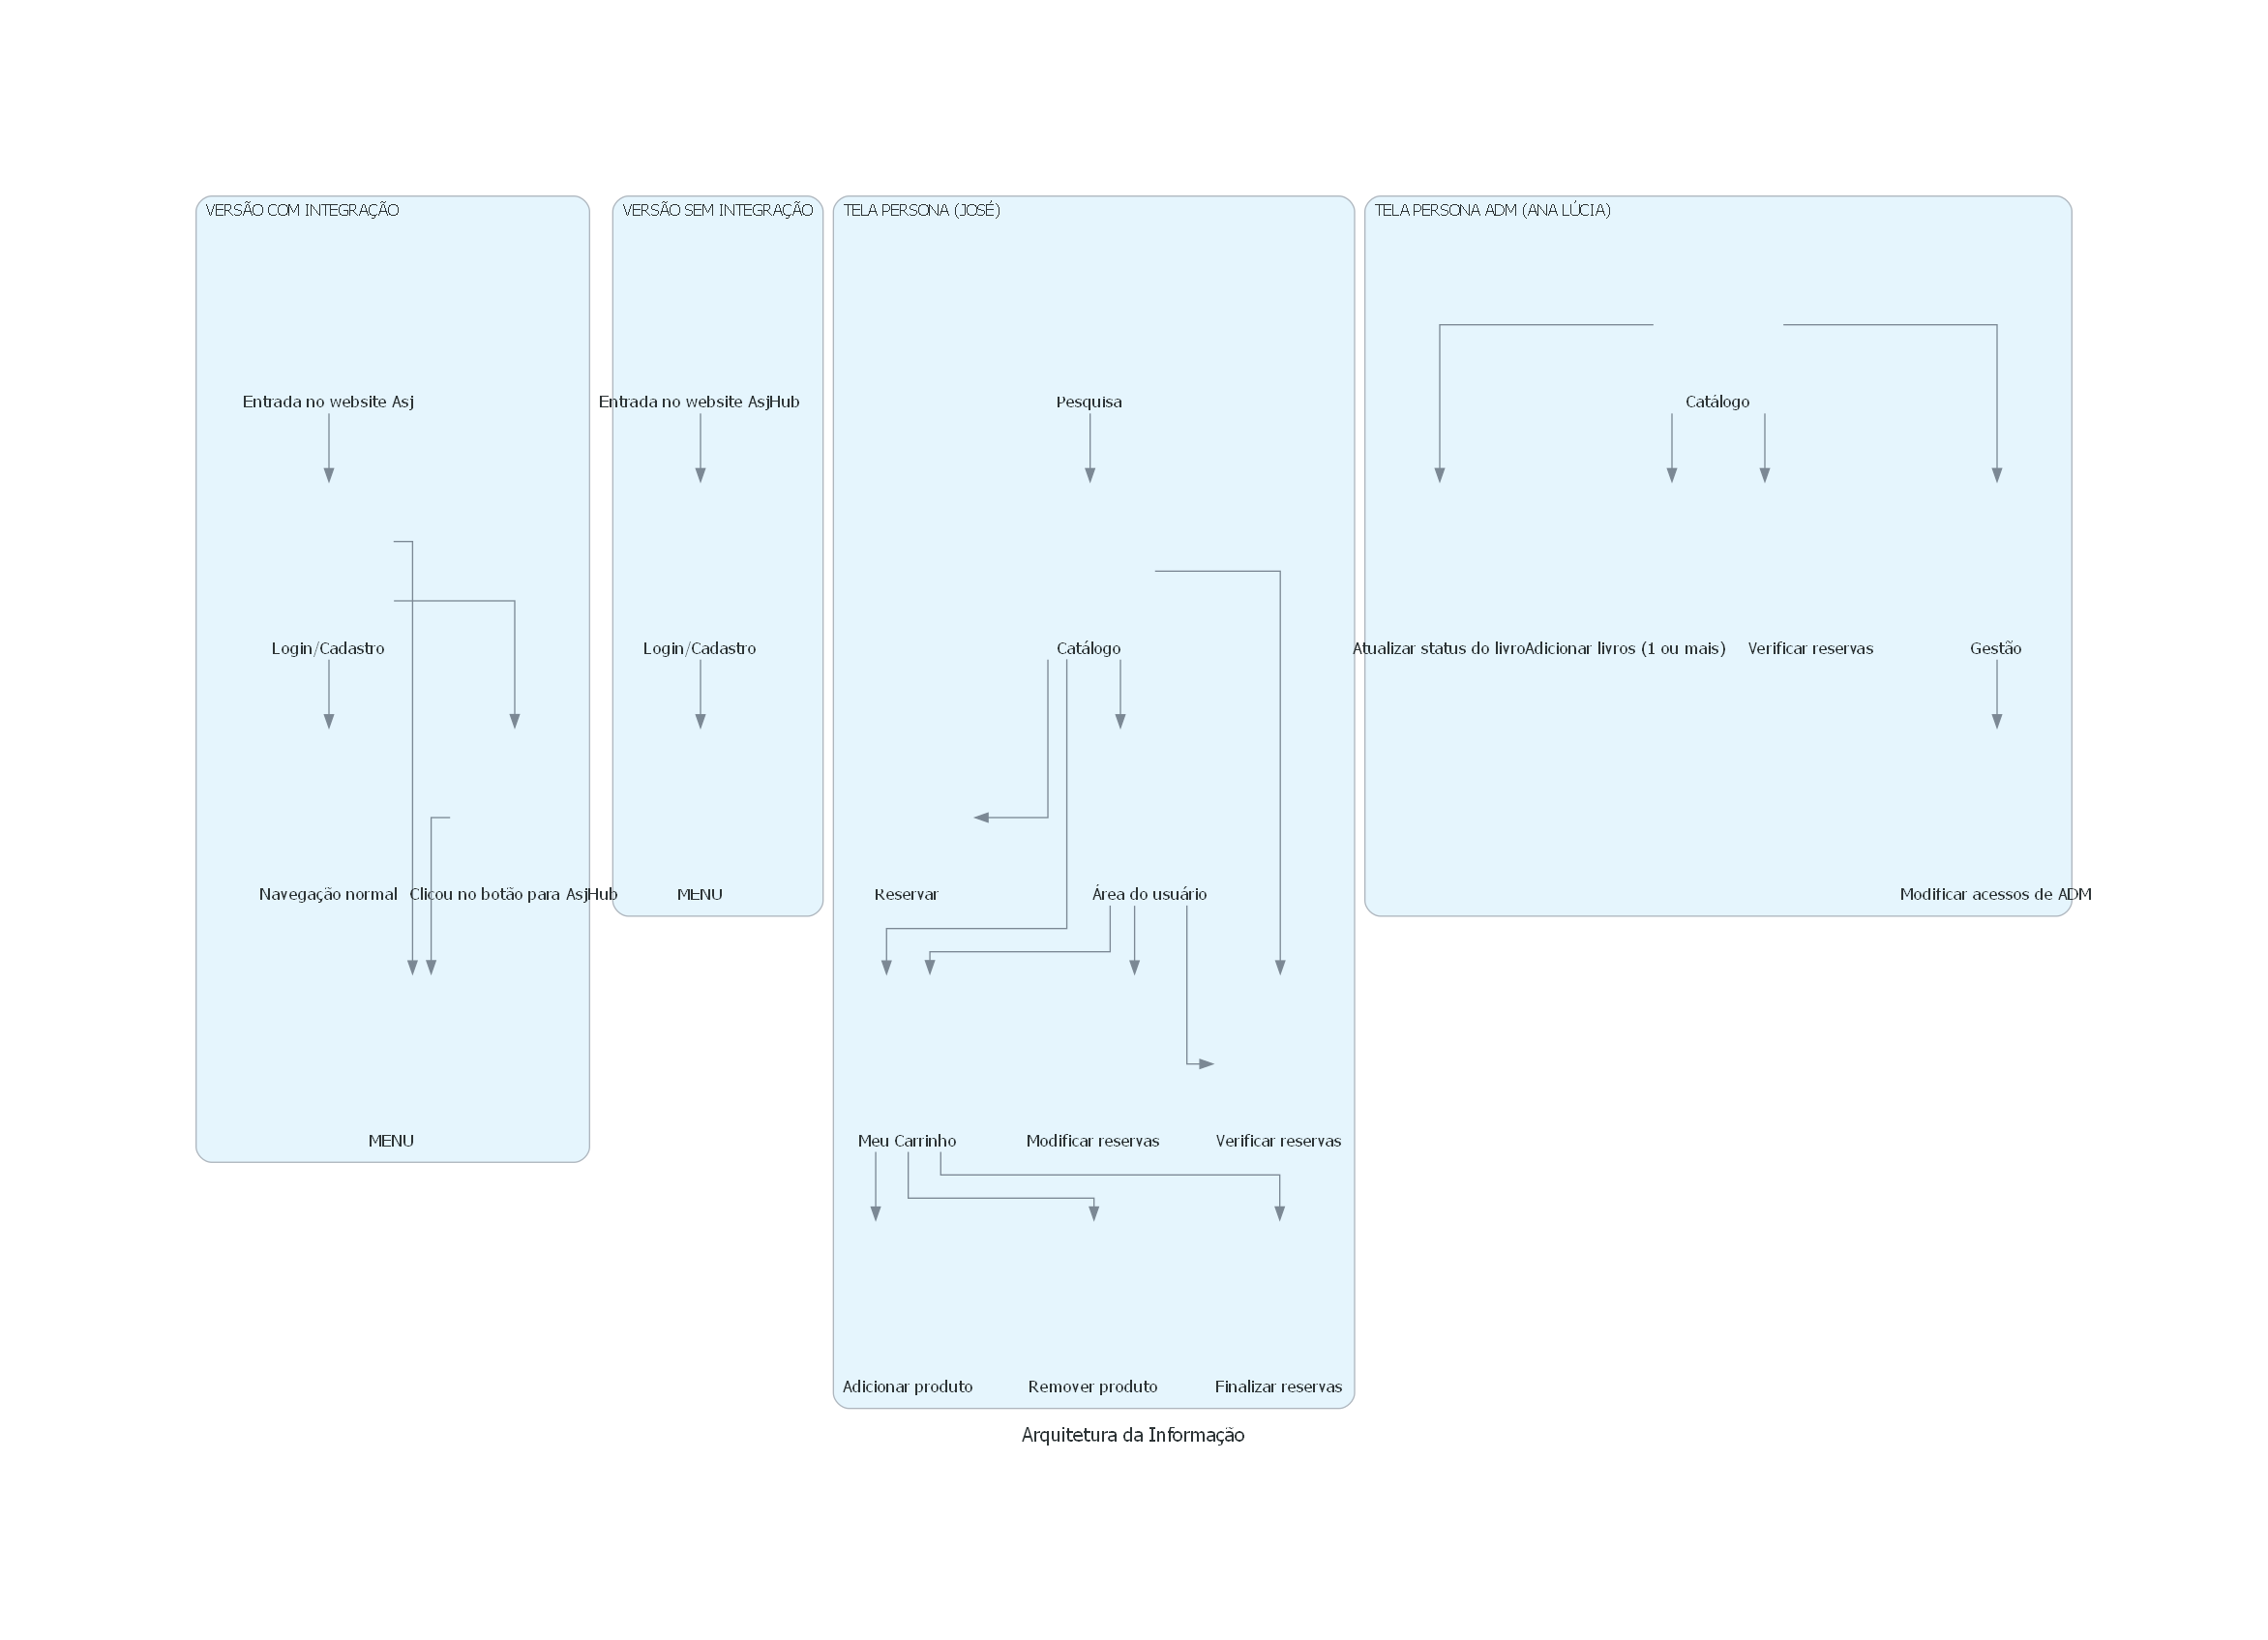 VERSÃO COM INTEGRAÇÃO
Entrada no website Asj
Login/Cadastro
Navegação normal
Clicou no botão para AsjHub
MENU
VERSÃO SEM INTEGRAÇÃO
Entrada no website AsjHub
Login/Cadastro
MENU
TELA PERSONA (JOSÉ)
Pesquisa
Catálogo
Reservar
Área do usuário
Meu Carrinho
Modificar reservas
Verificar reservas
Adicionar produto
Remover produto
Finalizar reservas
TELA PERSONA ADM (ANA LÚCIA)
Catálogo
Atualizar status do livro
Adicionar livros (1 ou mais)
Verificar reservas
Gestão
Modificar acessos de ADM
Arquitetura da Informação